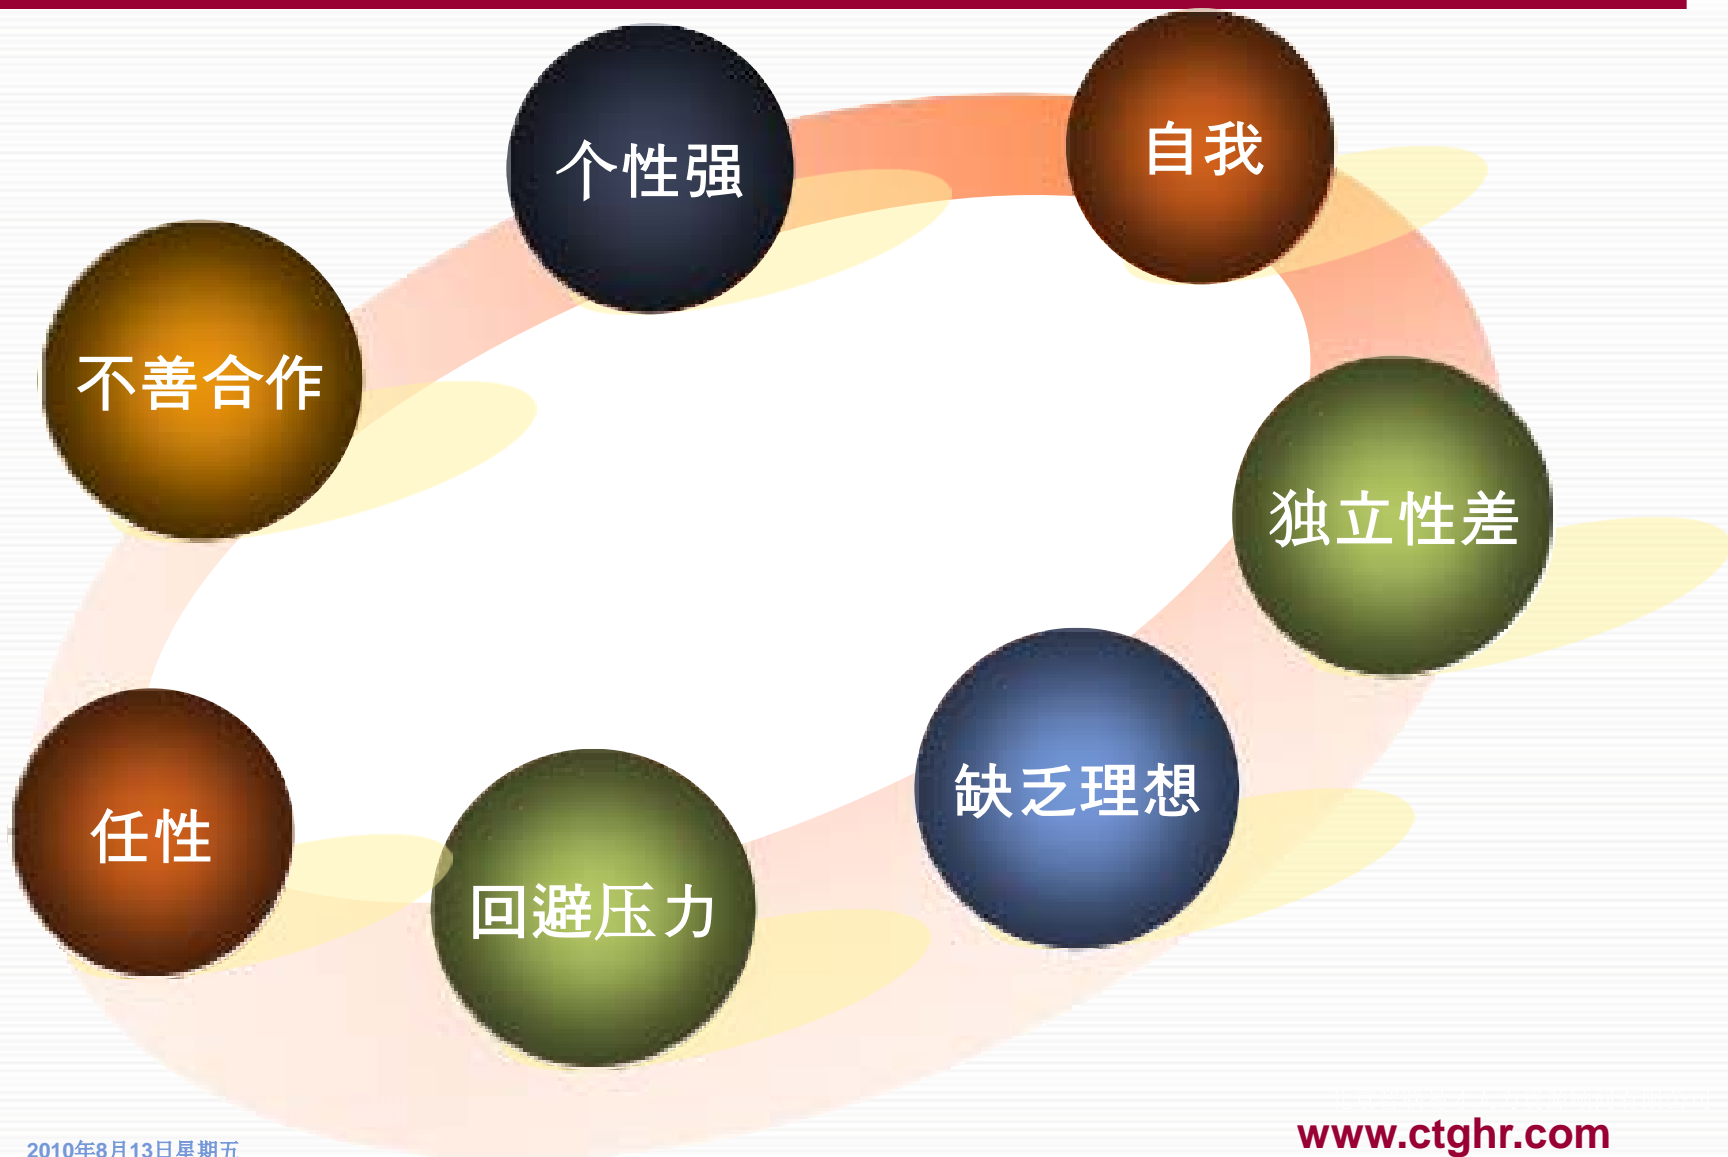 个性强
自我
不善合作
独立性差
缺乏理想
任性
回避压力
www.ctghr.com
2010年8月13日星期五